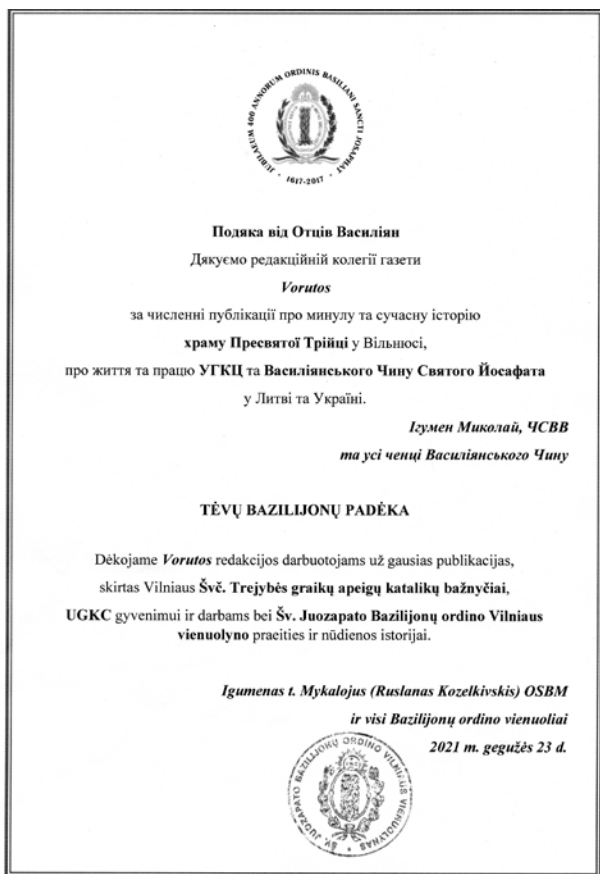 JUBILAEUM 400 ANNORUM ORDINIS BASILIANI SANCTI JOSAPHAT
• 1617-2017 •
Подяка від Отців Василіян
Дякуємо редакційній колегії газети
Vorutos
за численні публікації про минулу та сучасну історію
храму Пресвятої Трійці у Вільнюсі,
про життя та працю УГКЦ та Василіянського Чину Святого Йосафата
у Литві та Україні.
Ігумен Миколай, ЧСВВ
та усі ченці Василіянського Чину
TĖVŲ BAZILIJONŲ PADĖKA
Dėkojame Vorutos redakcijos darbuotojams už gausias publikacijas,
skirtas Vilniaus Švč. Trejybės graikų apeigų katalikų bažnyčiai,
UGKC gyvenimui ir darbams bei Šv. Juozapato Bazilijonų ordino Vilniaus
vienuolyno praeities ir nūdienos istorijai.
Igumenas t. Mykalojus (Ruslanas Kozelkivskis) OSBM
ir visi Bazilijonų ordino vienuoliai
2021 m. gegužės 23 d.
ŠV. JUOZAPATO BAZILIJONŲ ORDINO VILNIAUS VIENUOLYNAS